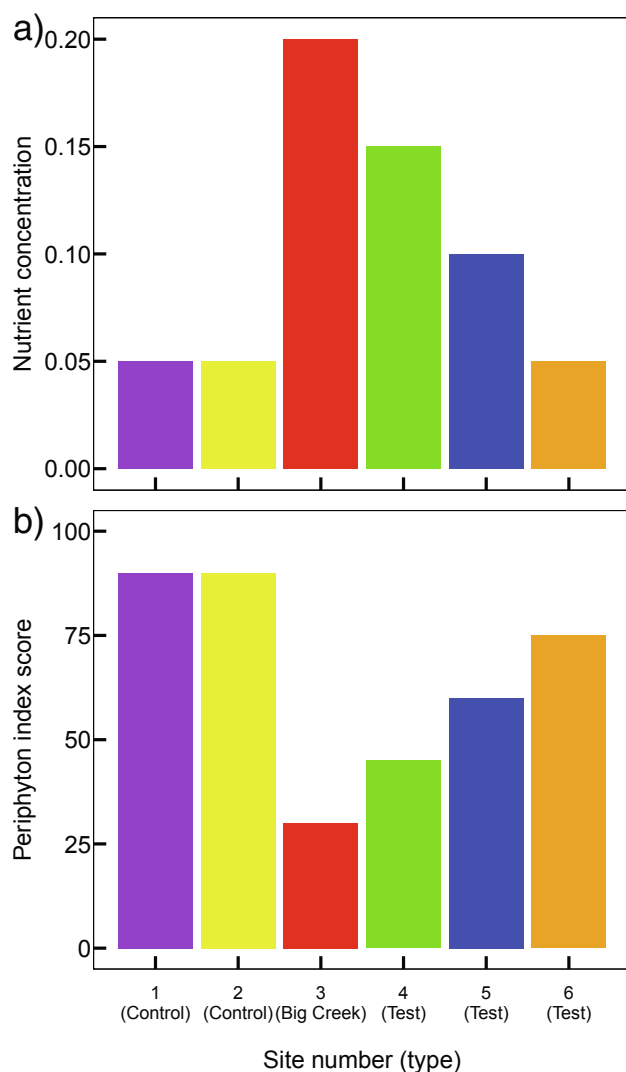 a)
Nutrient concentration
0.20
0.15
0.10
0.05
0.00
b)
Periphyton index score
100
75
50
25
0
1 2 3 4 5 6
(Control) (Control) (Big Creek) (Test) (Test) (Test)
Site number (type)